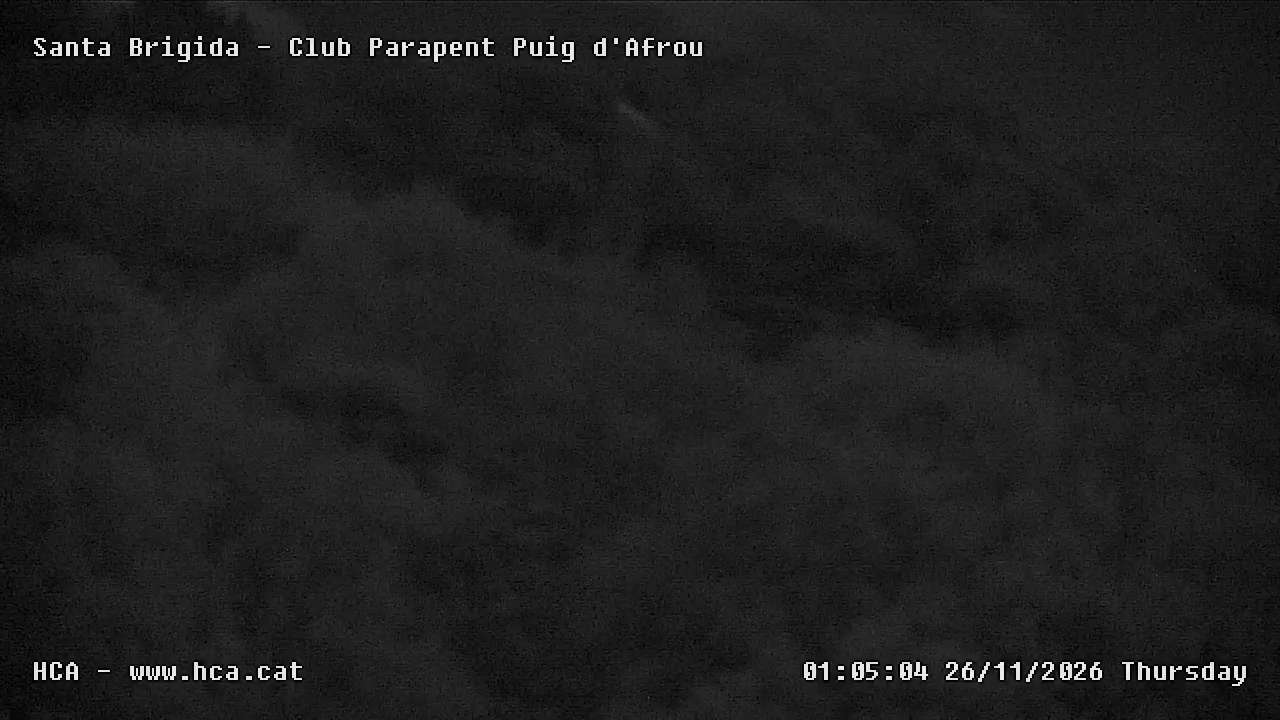 Santa Brigida - Club Parapent Puig d'Afrou
HCA - www.hca.cat
01:05:04 26/11/2026 Thursday